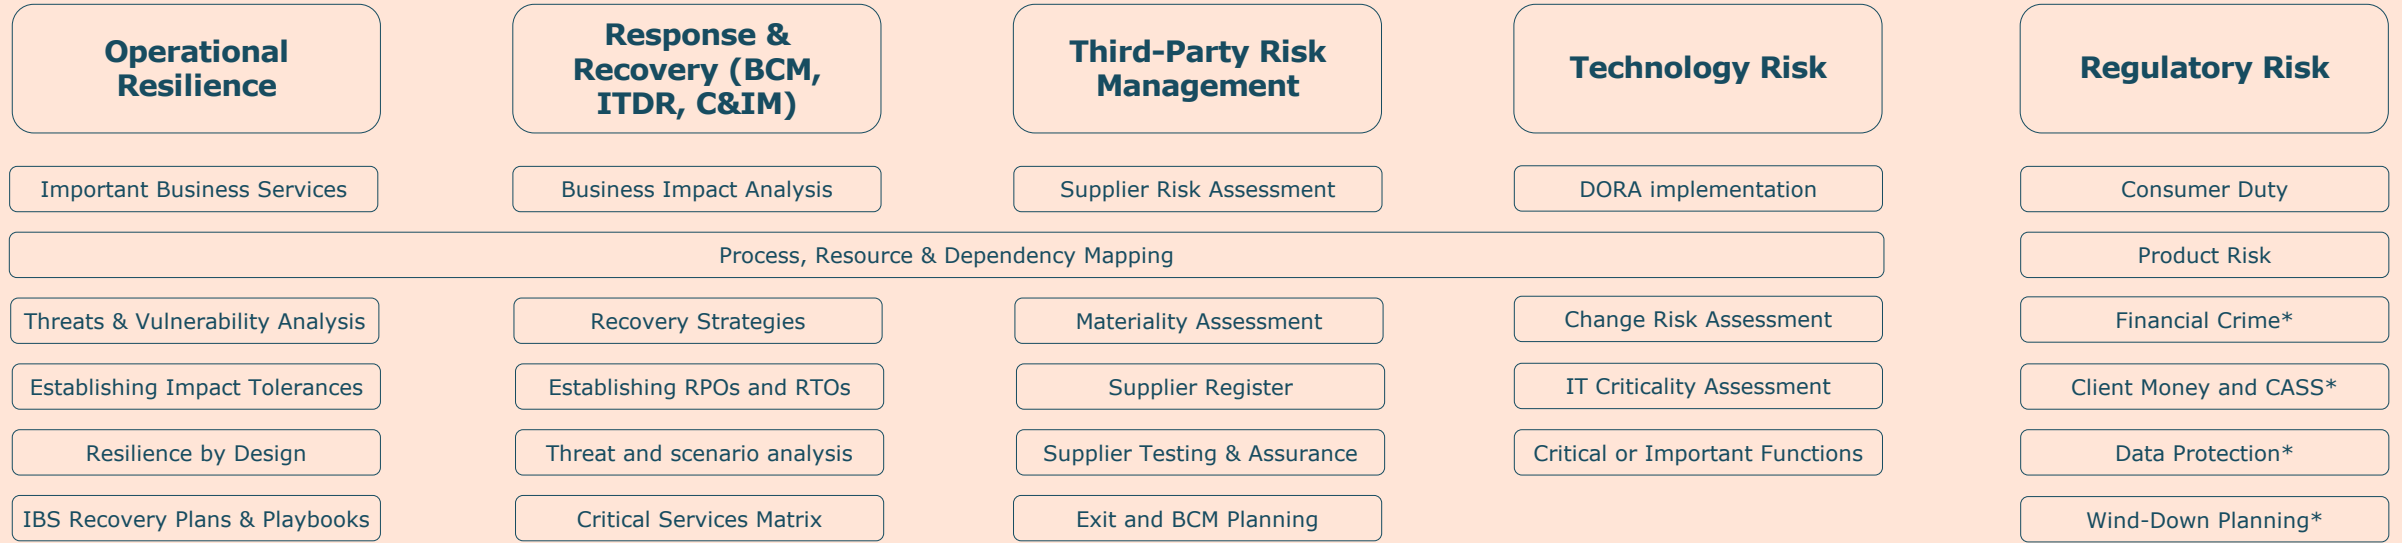 Operational
Resilience
Response &
Recovery (BCM,
ITDR, C&IM)
Third-Party Risk
Management
Technology Risk
Regulatory Risk
Important Business Services
Business Impact Analysis
Supplier Risk Assessment
DORA implementation
Consumer Duty
Process, Resource & Dependency Mapping
Product Risk
Threats & Vulnerability Analysis
Recovery Strategies
Materiality Assessment
Change Risk Assessment
Financial Crime*
Establishing Impact Tolerances
Establishing RPOs and RTOs
Supplier Register
IT Criticality Assessment
Client Money and CASS*
Resilience by Design
Threat and scenario analysis
Supplier Testing & Assurance
Critical or Important Functions
Data Protection*
IBS Recovery Plans & Playbooks
Critical Services Matrix
Exit and BCM Planning
Wind-Down Planning*